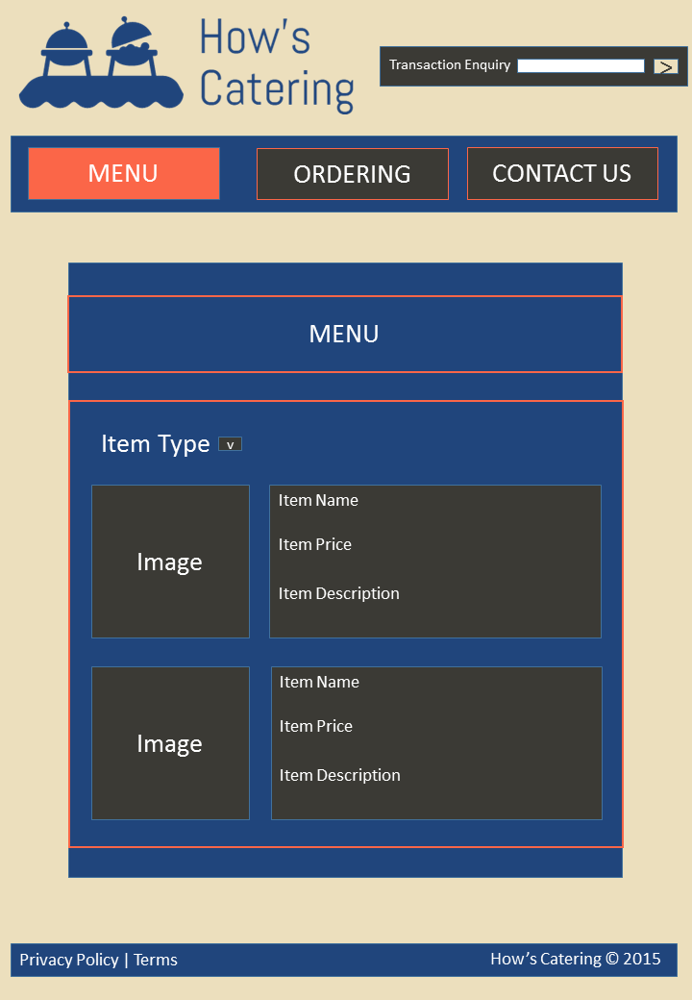 How's
Catering
Transaction Enquiry
>
MENU
ORDERING
CONTACT US
MENU
Item Type v
Image
Item Name
Item Price
Item Description
Image
Item Name
Item Price
Item Description
Privacy Policy | Terms
How’s Catering © 2015